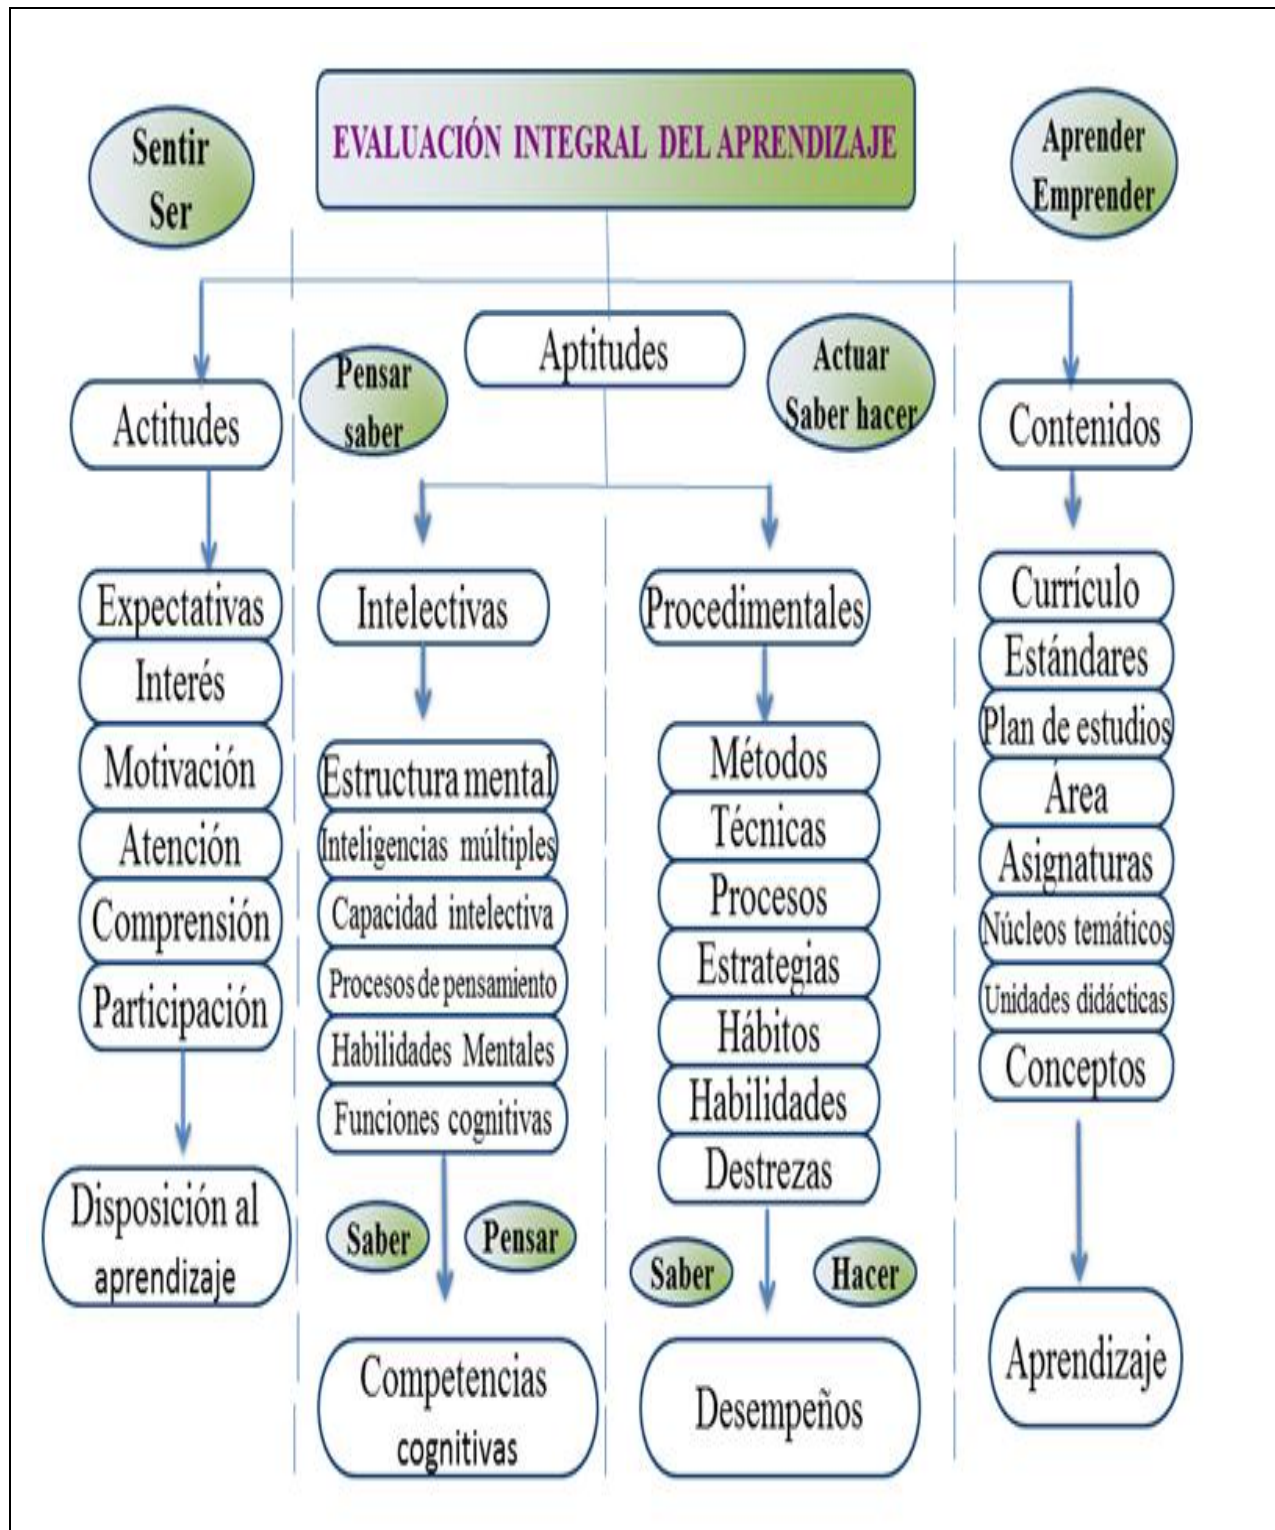 EVALUACIÓN INTEGRAL DEL APRENDIZAJE
Sentir
Ser
Aprender
Emprender
Aptitudes
Pensar
saber
Actuar
Saber hacer
Actitudes
Expectativas
Interés
Motivación
Atención
Comprensión
Participación
Disposición al
aprendizaje
Intelectivas
Estructura mental
Inteligencias múltiples
Capacidad intelectiva
Procesos de pensamiento
Habilidades Mentales
Funciones cognitivas
Saber
Pensar
Competencias
cognitivas
Procedimentales
Métodos
Técnicas
Procesos
Estrategias
Hábitos
Habilidades
Destrezas
Saber
Hacer
Desempeños
Contenidos
Currículo
Estándares
Plan de estudios
Área
Asignaturas
Núcleos temáticos
Unidades didácticas
Conceptos
Aprendizaje